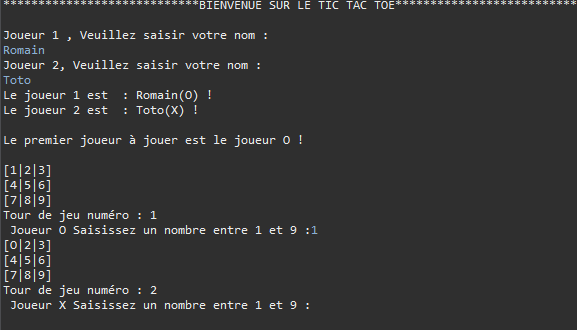 ****************************BIENVENUE SUR LE TIC TAC TOE**************************
Joueur 1 , Veuillez saisir votre nom :
Romain
Joueur 2, Veuillez saisir votre nom :
Toto
Le joueur 1 est  : Romain(O) !
Le joueur 2 est  : Toto(X) !
Le premier joueur à jouer est le joueur O !
[1|2|3]
[4|5|6]
[7|8|9]
Tour de jeu numéro : 1
 Joueur O Saisissez un nombre entre 1 et 9 :1
[O|2|3]
[4|5|6]
[7|8|9]
Tour de jeu numéro : 2
 Joueur X Saisissez un nombre entre 1 et 9 :